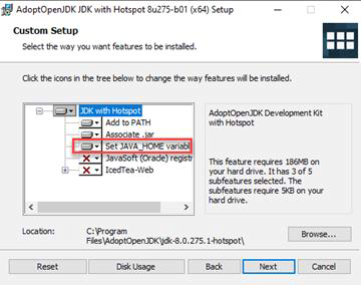 AdoptOpenJDK JDK with Hotspot 8u275-b01 (x64) Setup
Custom Setup
Select the way you want features to be installed.
Click the icons in the tree below to change the way features will be installed.
JDK with Hotspot
Add to PATH
Associate .jar
Set JAVA_HOME variabl
JavaSoft (Oracle) registr
IcedTea-Web
AdoptOpenJDK Development Kit
with Hotspot
This feature requires 186MB on
your hard drive. It has 3 of 5
subfeatures selected. The
subfeatures require 5KB on your
hard drive.
Location:
C:\Program
Files\AdoptOpenJDK\jdk-8.0.275.1-hotspot\
Browse...
Reset
Disk Usage
Back
Next
Cancel